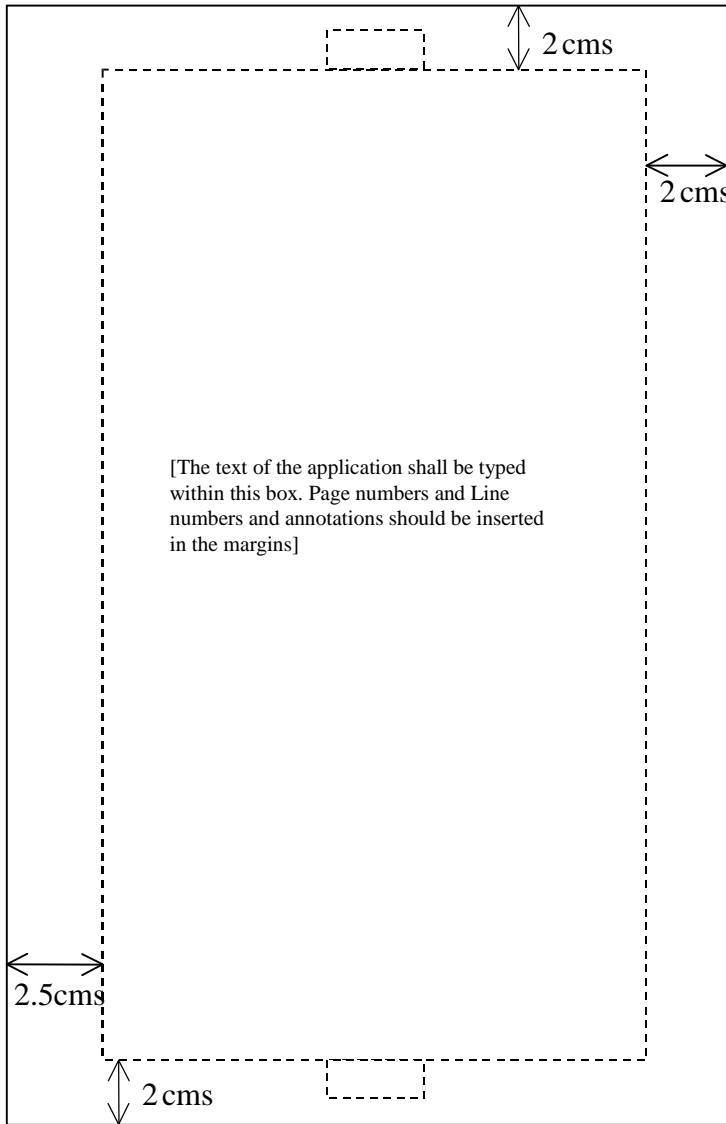 2 cms
2 cms
[The text of the application shall be typed
within this box. Page numbers and Line
numbers and annotations should be inserted
in the margins]
2.5cms
2 cms